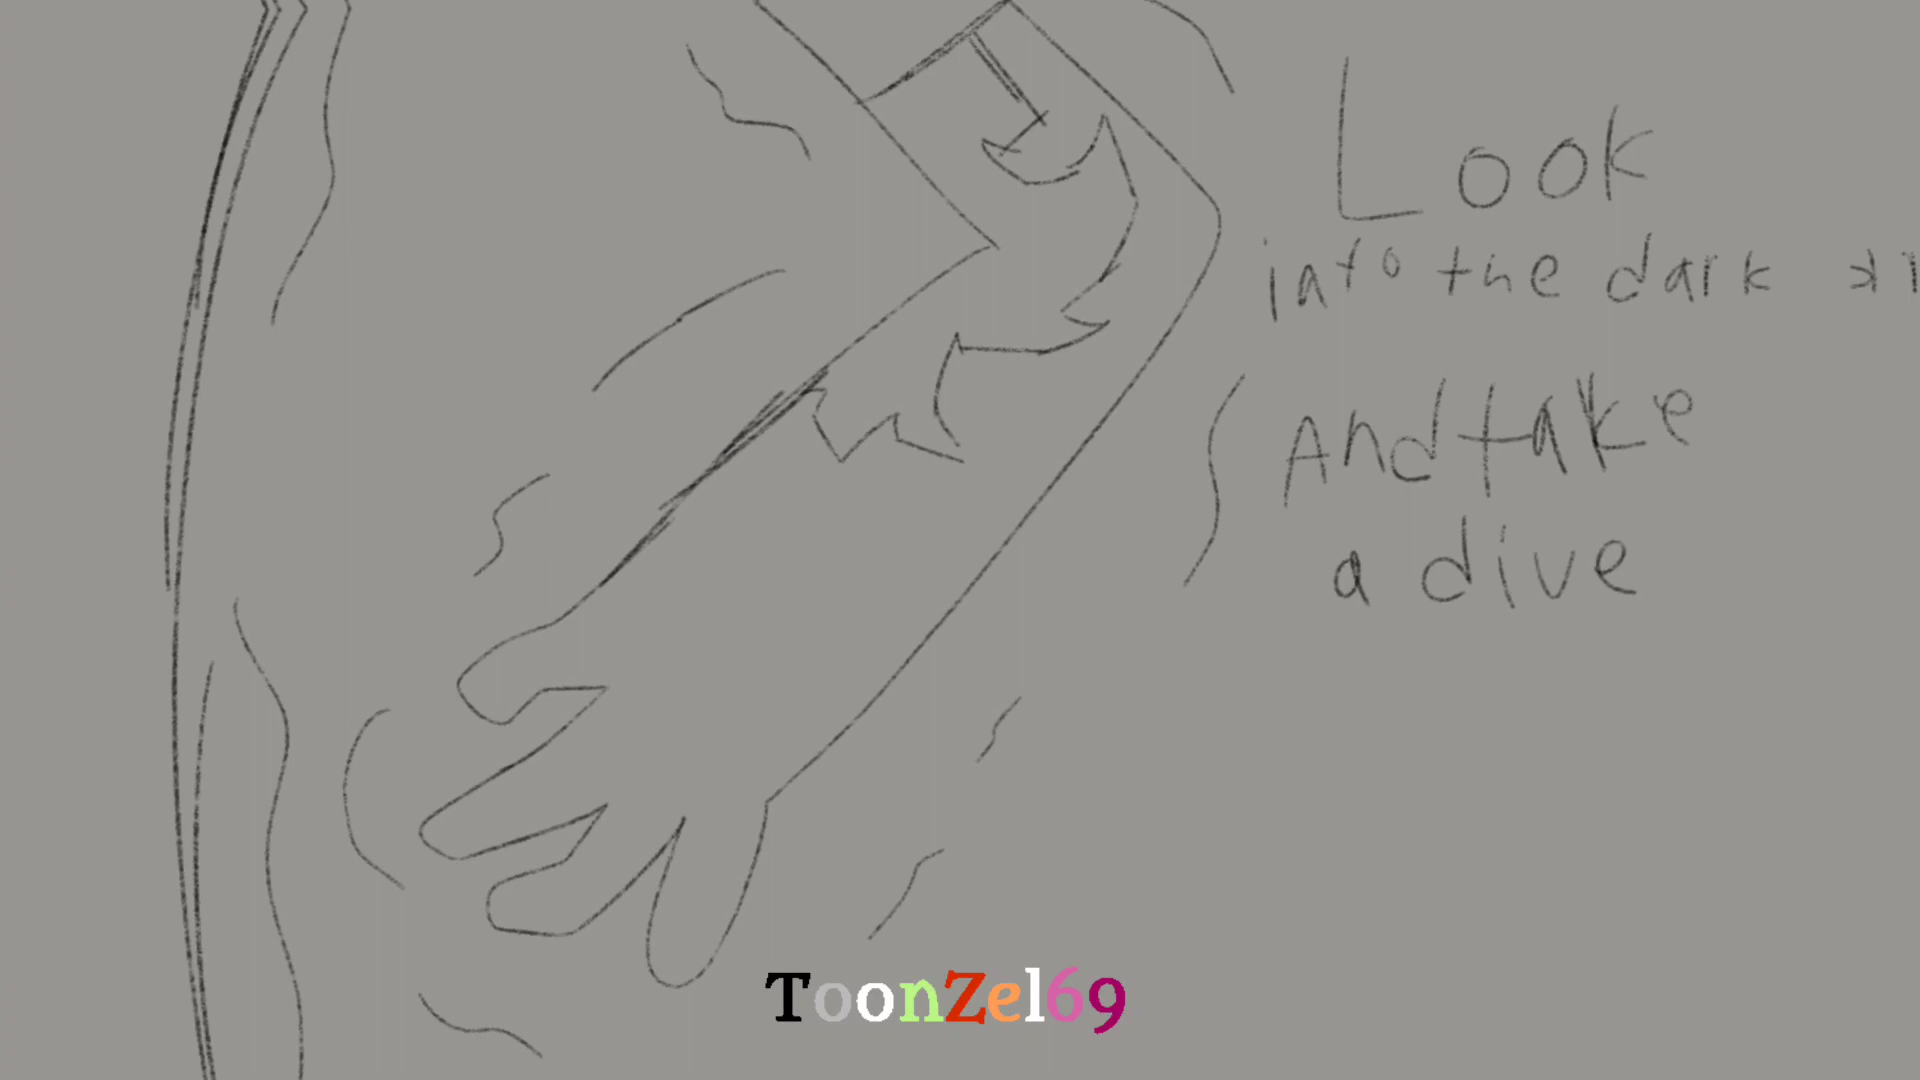 Look
into the dark
And take
a dive
ToonZel69